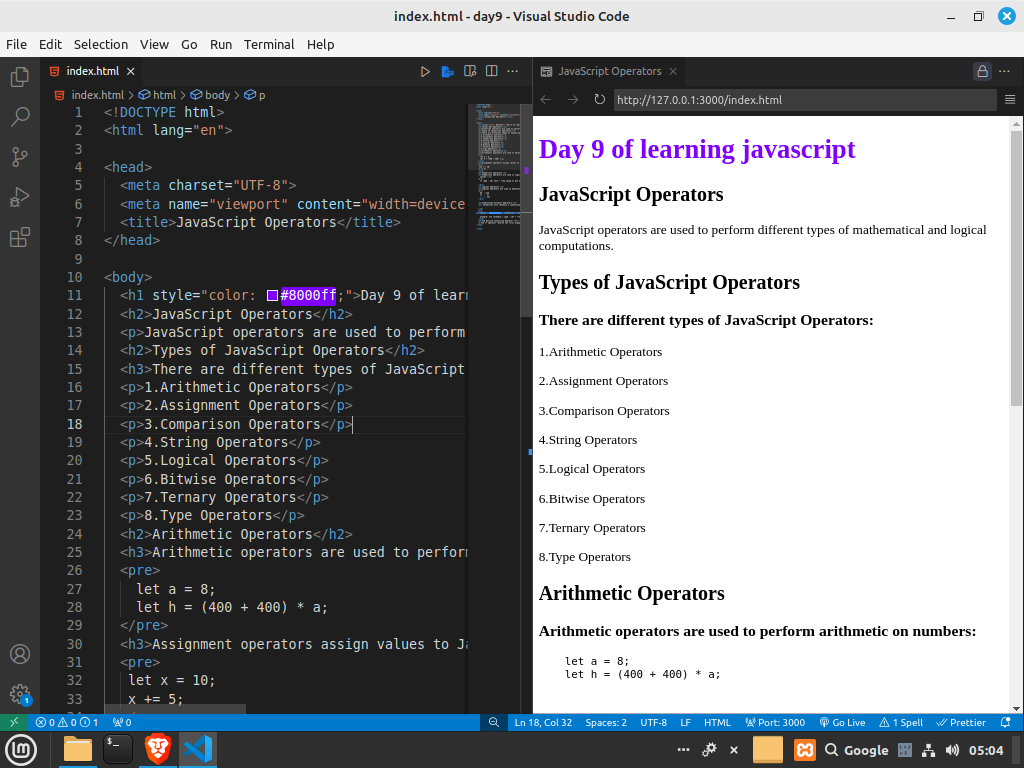 index.html - day9 - Visual Studio Code
File Edit Selection View Go Run Terminal Help
index.html
JavaScript Operators
index.html > html > body > p
http://127.0.0.1:3000/index.html
1 <!DOCTYPE html>
2 <html lang="en">
3
4 <head>
5 <meta charset="UTF-8">
6 <meta name="viewport" content="width=device
7 <title>JavaScript Operators</title>
8 </head>
9
10 <body>
11 <h1 style="color: #8000ff;">Day 9 of lear
12 <h2>JavaScript Operators</h2>
13 <p>JavaScript operators are used to perform
14 <h2>Types of JavaScript Operators</h2>
15 <h3>There are different types of JavaScript
16 <p>1.Arithmetic Operators</p>
17 <p>2.Assignment Operators</p>
18 <p>3.Comparison Operators</p>
19 <p>4.String Operators</p>
20 <p>5.Logical Operators</p>
21 <p>6.Bitwise Operators</p>
22 <p>7.Ternary Operators</p>
23 <p>8.Type Operators</p>
24 <h2>Arithmetic Operators</h2>
25 <h3>Arithmetic operators are used to perfor
26 <pre>
27 let a = 8;
28 let h = (400 + 400) * a;
29 </pre>
30 <h3>Assignment operators assign values to Ja
31 <pre>
32 let x = 10;
33 x += 5;
Day 9 of learning javascript
JavaScript Operators
JavaScript operators are used to perform different types of mathematical and logical
computations.
Types of JavaScript Operators
There are different types of JavaScript Operators:
1.Arithmetic Operators
2.Assignment Operators
3.Comparison Operators
4.String Operators
5.Logical Operators
6.Bitwise Operators
7.Ternary Operators
8.Type Operators
Arithmetic Operators
Arithmetic operators are used to perform arithmetic on numbers:
let a = 8;
let h = (400 + 400) * a;
1
0 0 1 0 Ln 18, Col 32 Spaces: 2 UTF-8 LF HTML Port: 3000 Go Live 1 Spell Prettier
Google 05:04